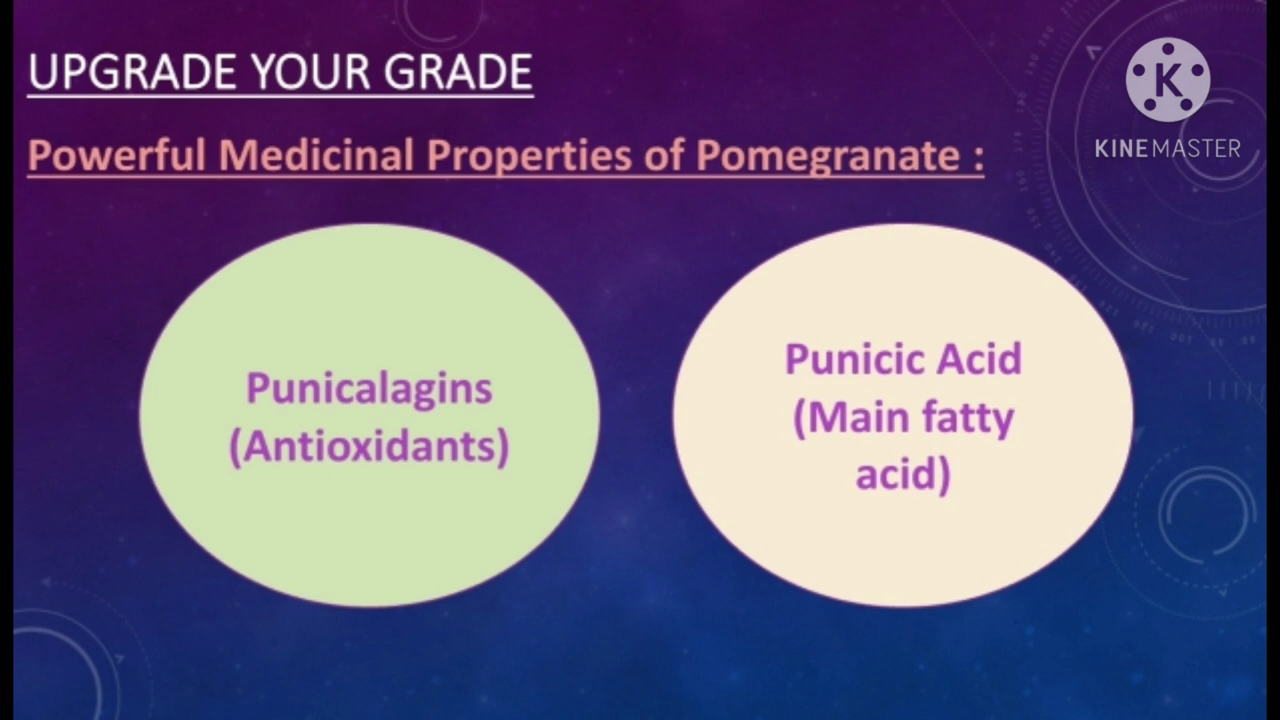 UPGRADE YOUR GRADE
KINEMASTER
Powerful Medicinal Properties of Pomegranate :
Punicalagins
(Antioxidants)
Punicic Acid
(Main fatty
acid)